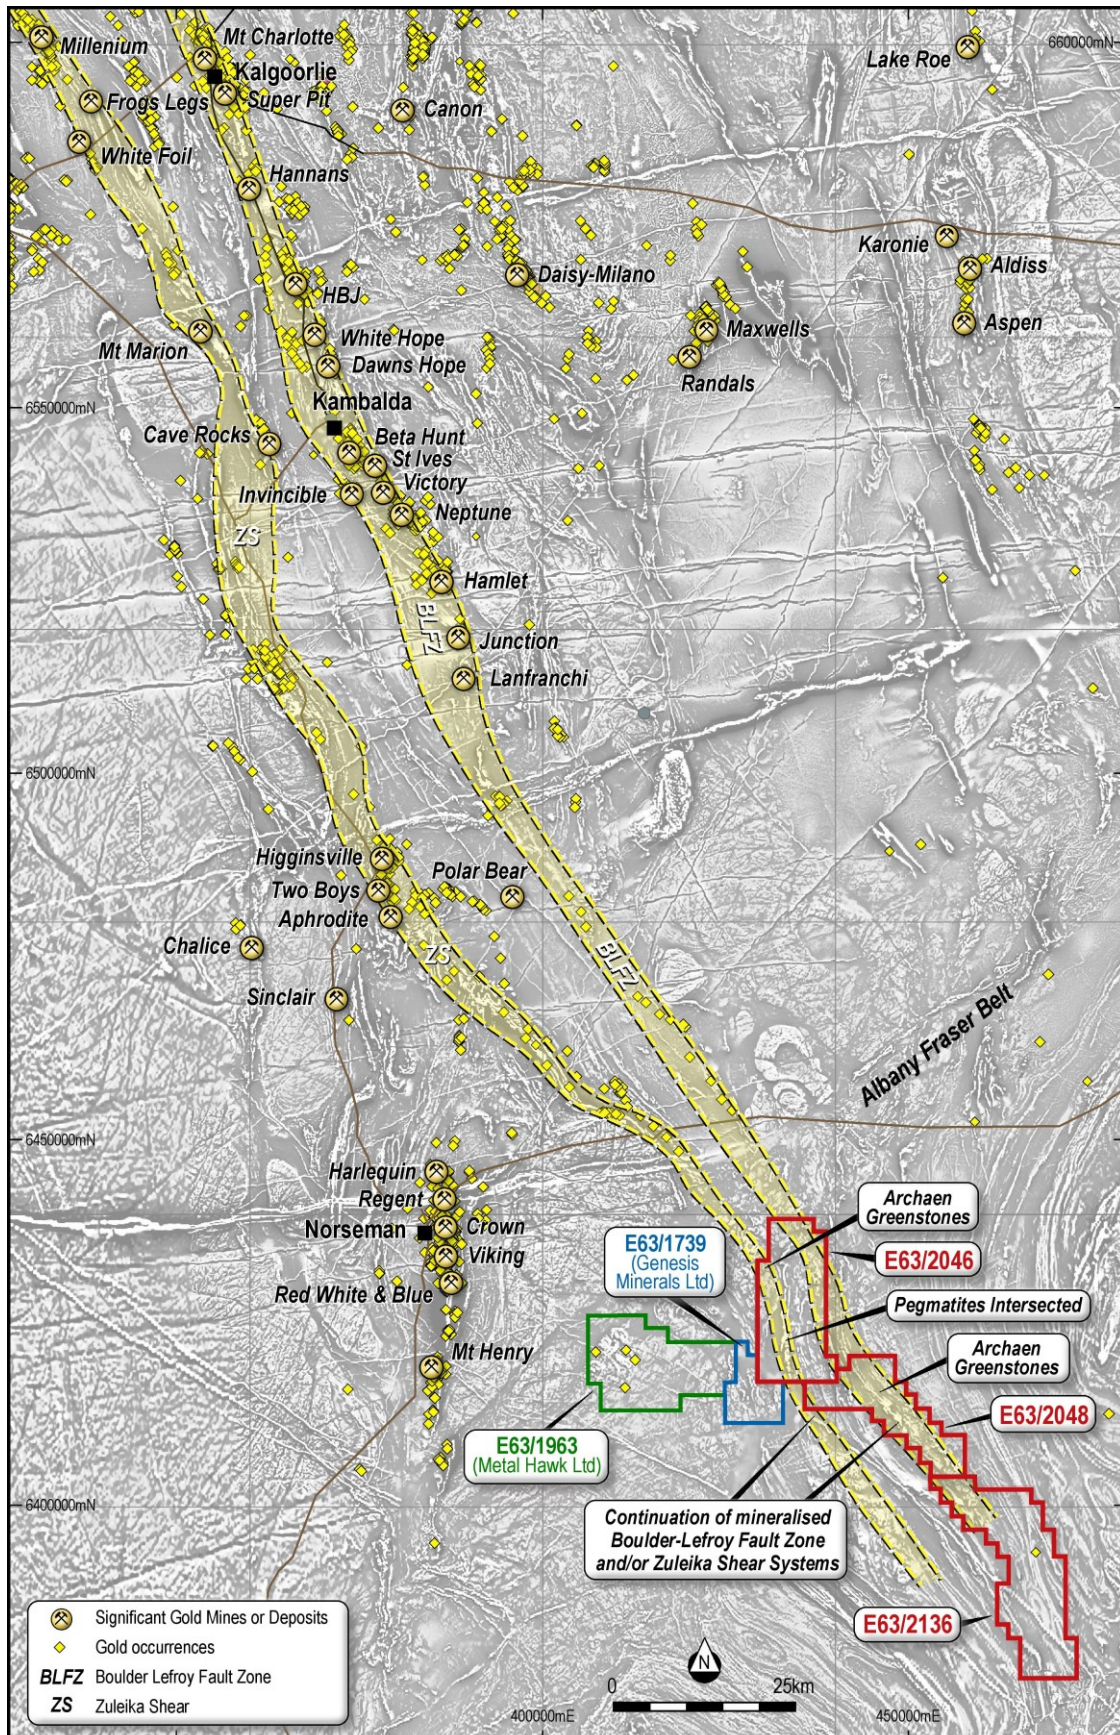 Millenium
Mt Charlotte
Kalgoorlie
Frogs Legs
Super Pit
White Foil
Canon
Lake Roe
660000mN
Hannans
Karonie
Aldiss
Daisy-Milano
HBJ
Mt Marion
White Hope
Dawns Hope
Maxwells
Aspen
Randals
Kambalda
6550000mN
Cave Rocks
Beta Hunt
St Ives
Victory
Invincible
Neptune
ZS
Hamlet
BLFZ
Junction
Lanfranchi
6500000mN
Higginsville
Two Boys
Aphrodite
Polar Bear
Chalice
ZS
BLFZ
Sinclair
Albany Fraser Belt
6450000mN
Harlequin
Regent
Norseman
Crown
Viking
Red White & Blue
Mt Henry
Archaen
Greenstones
E63/1739
(Genesis
Minerals Ltd)
E63/2046
Pegmatites Intersected
Archaen
Greenstones
E63/2048
E63/1963
(Metal Hawk Ltd)
6400000mN
Continuation of mineralised
Boulder-Lefroy Fault Zone
and/or Zuleika Shear Systems
E63/2136
Significant Gold Mines or Deposits
Gold occurrences
BLFZ Boulder Lefroy Fault Zone
ZS Zuleika Shear
N
0 25km
400000mE
450000mE